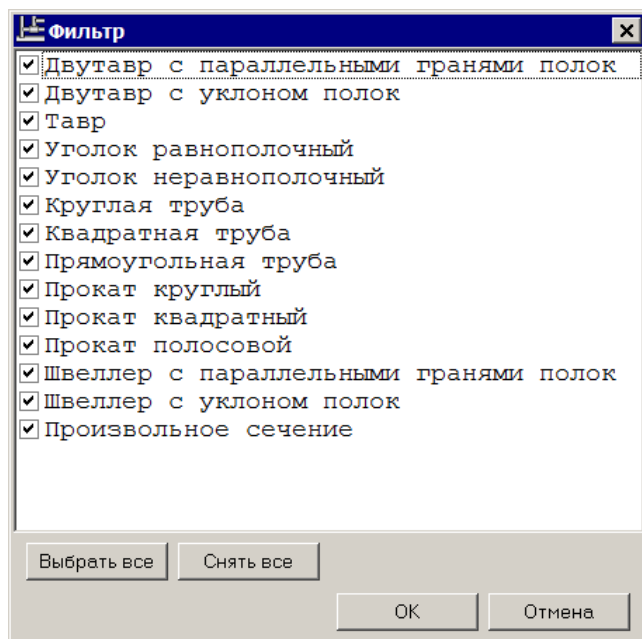 Фильтр
Двутавр с параллельными гранями полок
Двутавр с уклоном полок
Тавр
Уголок равнополочный
Уголок неравнополочный
Круглая труба
Квадратная труба
Прямоугольная труба
Прокат круглый
Прокат квадратный
Прокат полосовой
Швеллер с параллельными гранями полок
Швеллер с уклоном полок
Произвольное сечение
Выбрать все Снять все
OK Отмена